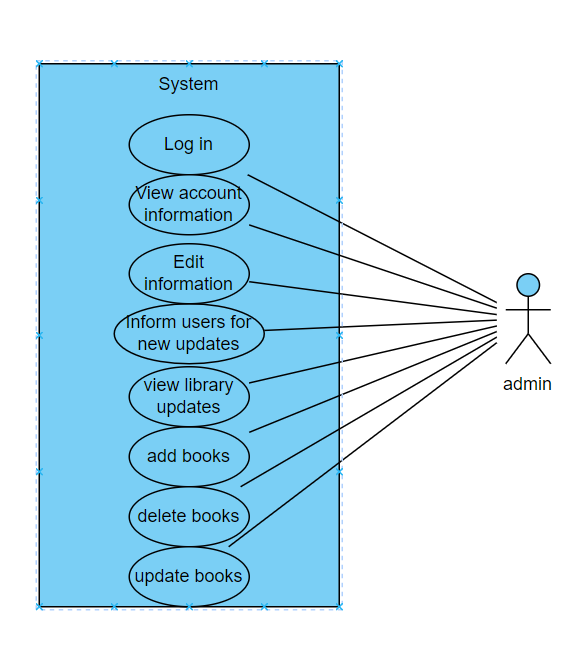 System
Log in
View account
information
Edit
information
Inform users for
new updates
view library
updates
add books
delete books
update books
admin